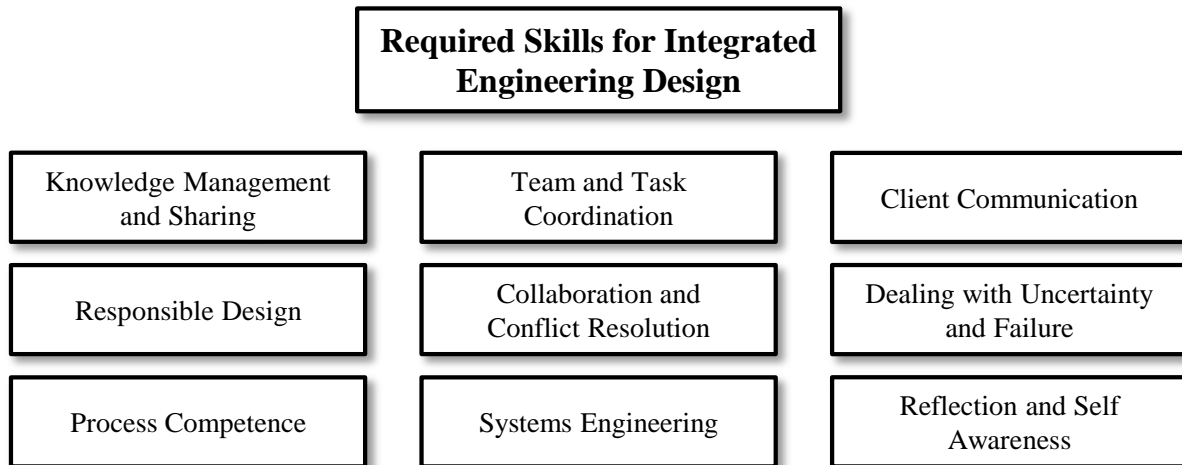 Required Skills for Integrated
Engineering Design
Knowledge Management
and Sharing
Team and Task
Coordination
Client Communication
Responsible Design
Collaboration and
Conflict Resolution
Dealing with Uncertainty
and Failure
Process Competence
Systems Engineering
Reflection and Self
Awareness